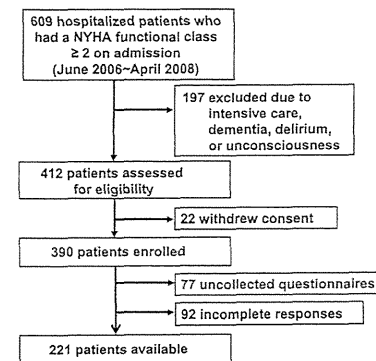 609 hospitalized patients who
had a NYHA functional class
≥ 2 on admission
(June 2006~April 2008)
197 excluded due to
intensive care,
dementia, delirium,
or unconsciousness
412 patients assessed
for eligibility
22 withdrew consent
390 patients enrolled
77 uncollected questionnaires
92 incomplete responses
221 patients available